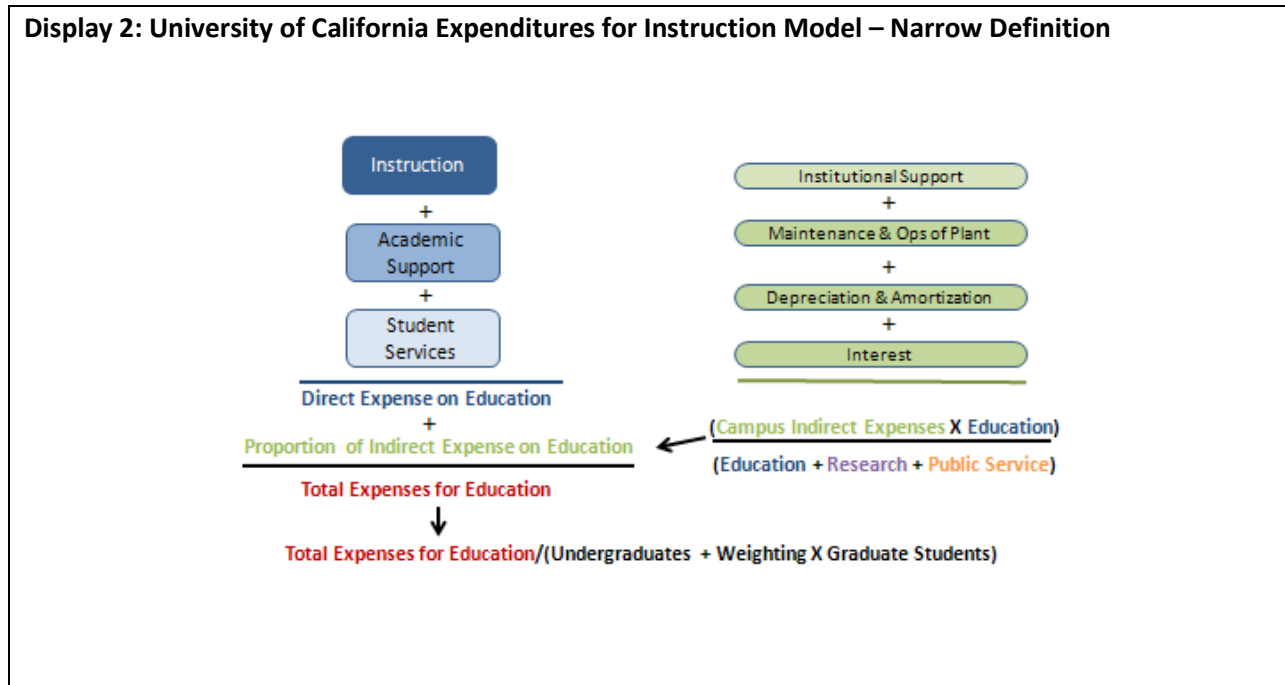 Display 2: University of California Expenditures for Instruction Model – Narrow Definition
Instruction
+
Academic
Support
+
Student
Services
Direct Expense on Education
+
Proportion of Indirect Expense on Education
Total Expenses for Education
Institutional Support
+
Maintenance & Ops of Plant
+
Depreciation & Amortization
+
Interest
(Campus Indirect Expenses X Education)
(Education + Research + Public Service)
Total Expenses for Education/(Undergraduates + Weighting X Graduate Students)